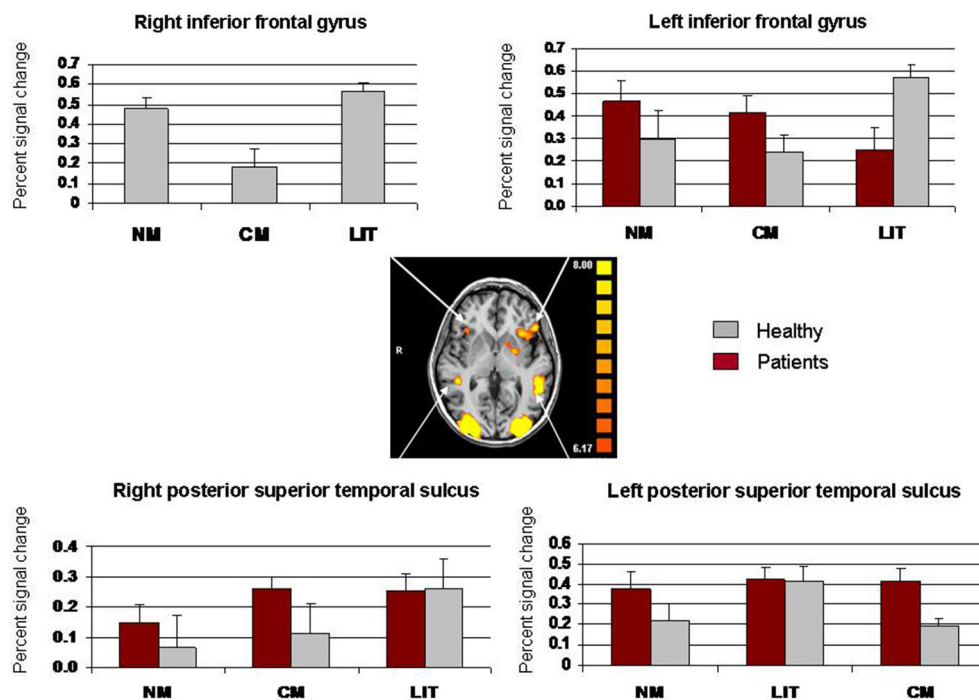 Right inferior frontal gyrus
Percent signal change
0.7
0.6
0.5
0.4
0.3
0.2
0.1
0
NM CM LIT
Left inferior frontal gyrus
Percent signal change
0.7
0.6
0.5
0.4
0.3
0.2
0.1
0.0
NM CM LIT
8.00
R
6.17
Healthy
Patients
Right posterior superior temporal sulcus
Percent signal change
0.4
0.3
0.2
0.1
0.0
NM CM LIT
Left posterior superior temporal sulcus
Percent signal change
0.6
0.5
0.4
0.3
0.2
0.1
0
NM LIT CM